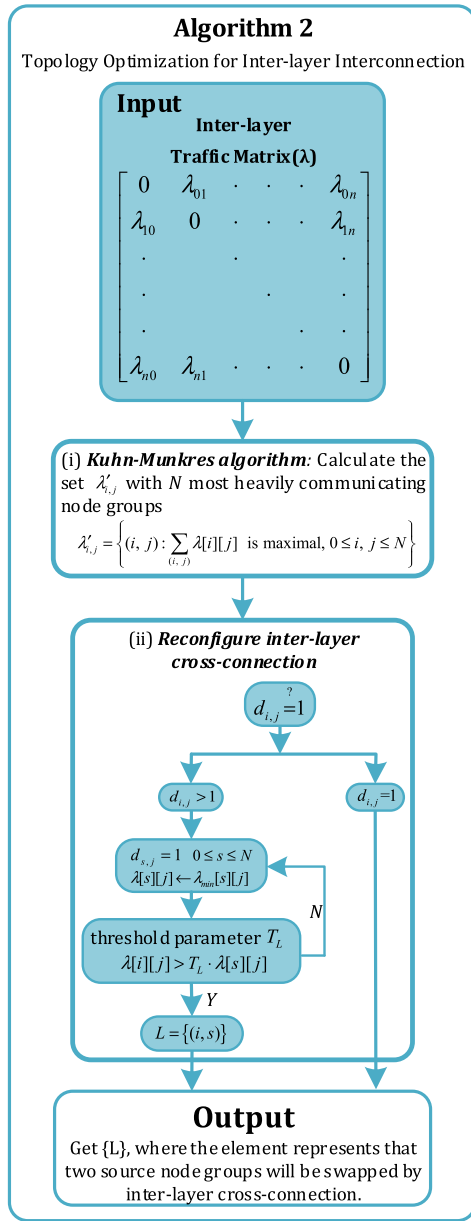 Algorithm 2
Topology Optimization for Inter-layer Interconnection
Input
Inter-layer
Traffic Matrix(λ)
0 λ₀₁ · · · λ₀ₙ
λ₁₀ 0 · · · λ₁ₙ
· · ·
· · ·
· · ·
λₙ₀ λₙ₁ · · · 0
(i) Kuhn-Munkres algorithm: Calculate the
set λ′i,j with N most heavily communicating
node groups
λ′i,j = {(i, j): ∑(i, j) λ[i][j] is maximal, 0 ≤ i, j ≤ N}
(ii) Reconfigure inter-layer
cross-connection
?
di,j=1
di,j >1
di,j=1
ds,j =1 0 ≤ s ≤ N
λ[s][j]←λmin[s][j]
N
threshold parameter TL
λ[i][j] > TL · λ[s][j]
Y
L = {(i, s)}
Output
Get {L}, where the element represents that
two source node groups will be swapped by
inter-layer cross-connection.